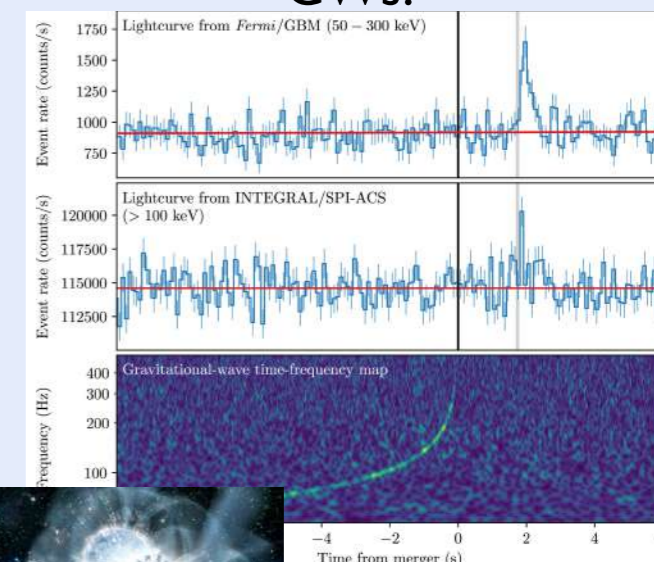 GWs:
Lightcurve from Fermi/GBM (50 – 300 keV)
Event rate (counts/s)
1750
1500
1250
1000
750
Lightcurve from INTEGRAL/SPI-ACS
(> 100 keV)
Event rate (counts/s)
120000
117500
115000
112500
Gravitational-wave time-frequency map
Frequency (Hz)
400
300
200
100
−4 −2 0 2 4
Time from merger (s)